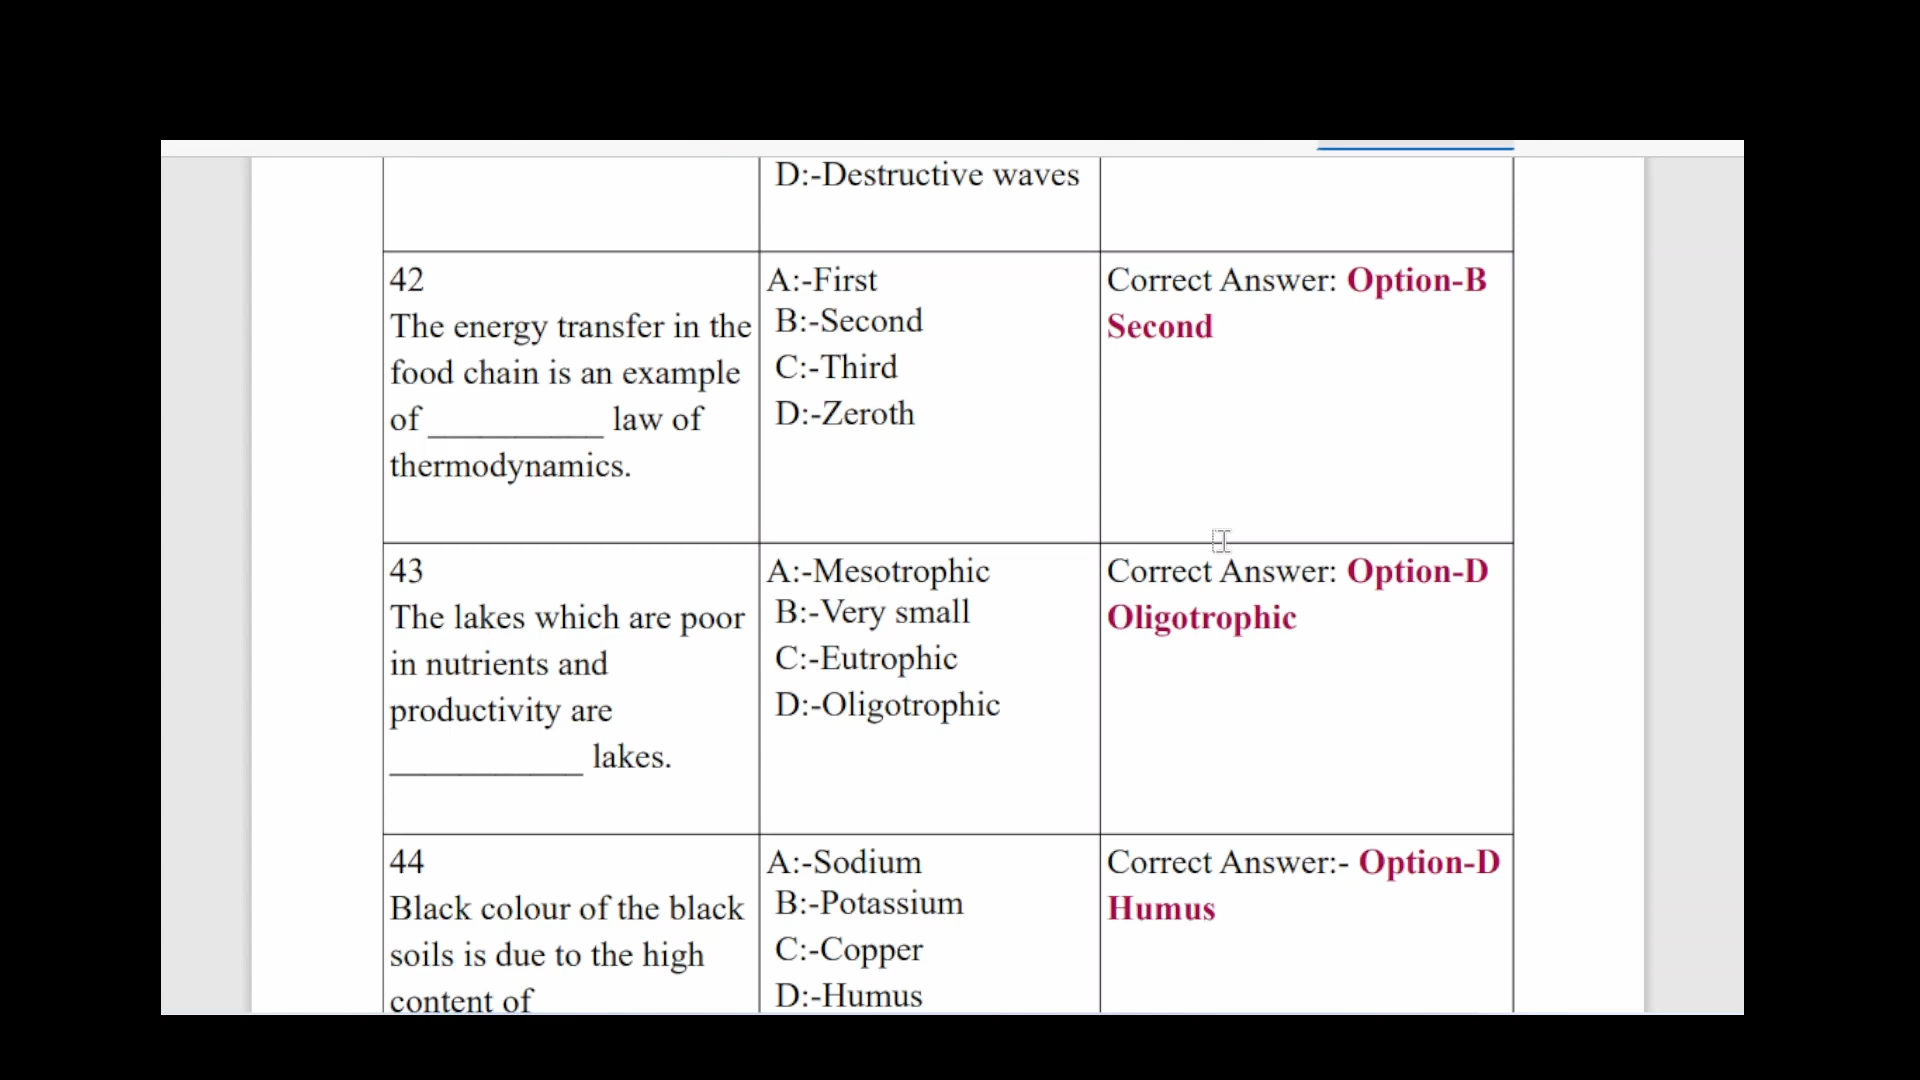 D:-Destructive waves
42
The energy transfer in the
food chain is an example
of ___________ law of
thermodynamics.
A:-First
B:-Second
C:-Third
D:-Zeroth
Correct Answer: Option-B
Second
43
The lakes which are poor
in nutrients and
productivity are
____________ lakes.
A:-Mesotrophic
B:-Very small
C:-Eutrophic
D:-Oligotrophic
Correct Answer: Option-D
Oligotrophic
44
Black colour of the black
soils is due to the high
content of
A:-Sodium
B:-Potassium
C:-Copper
D:-Humus
Correct Answer:- Option-D
Humus